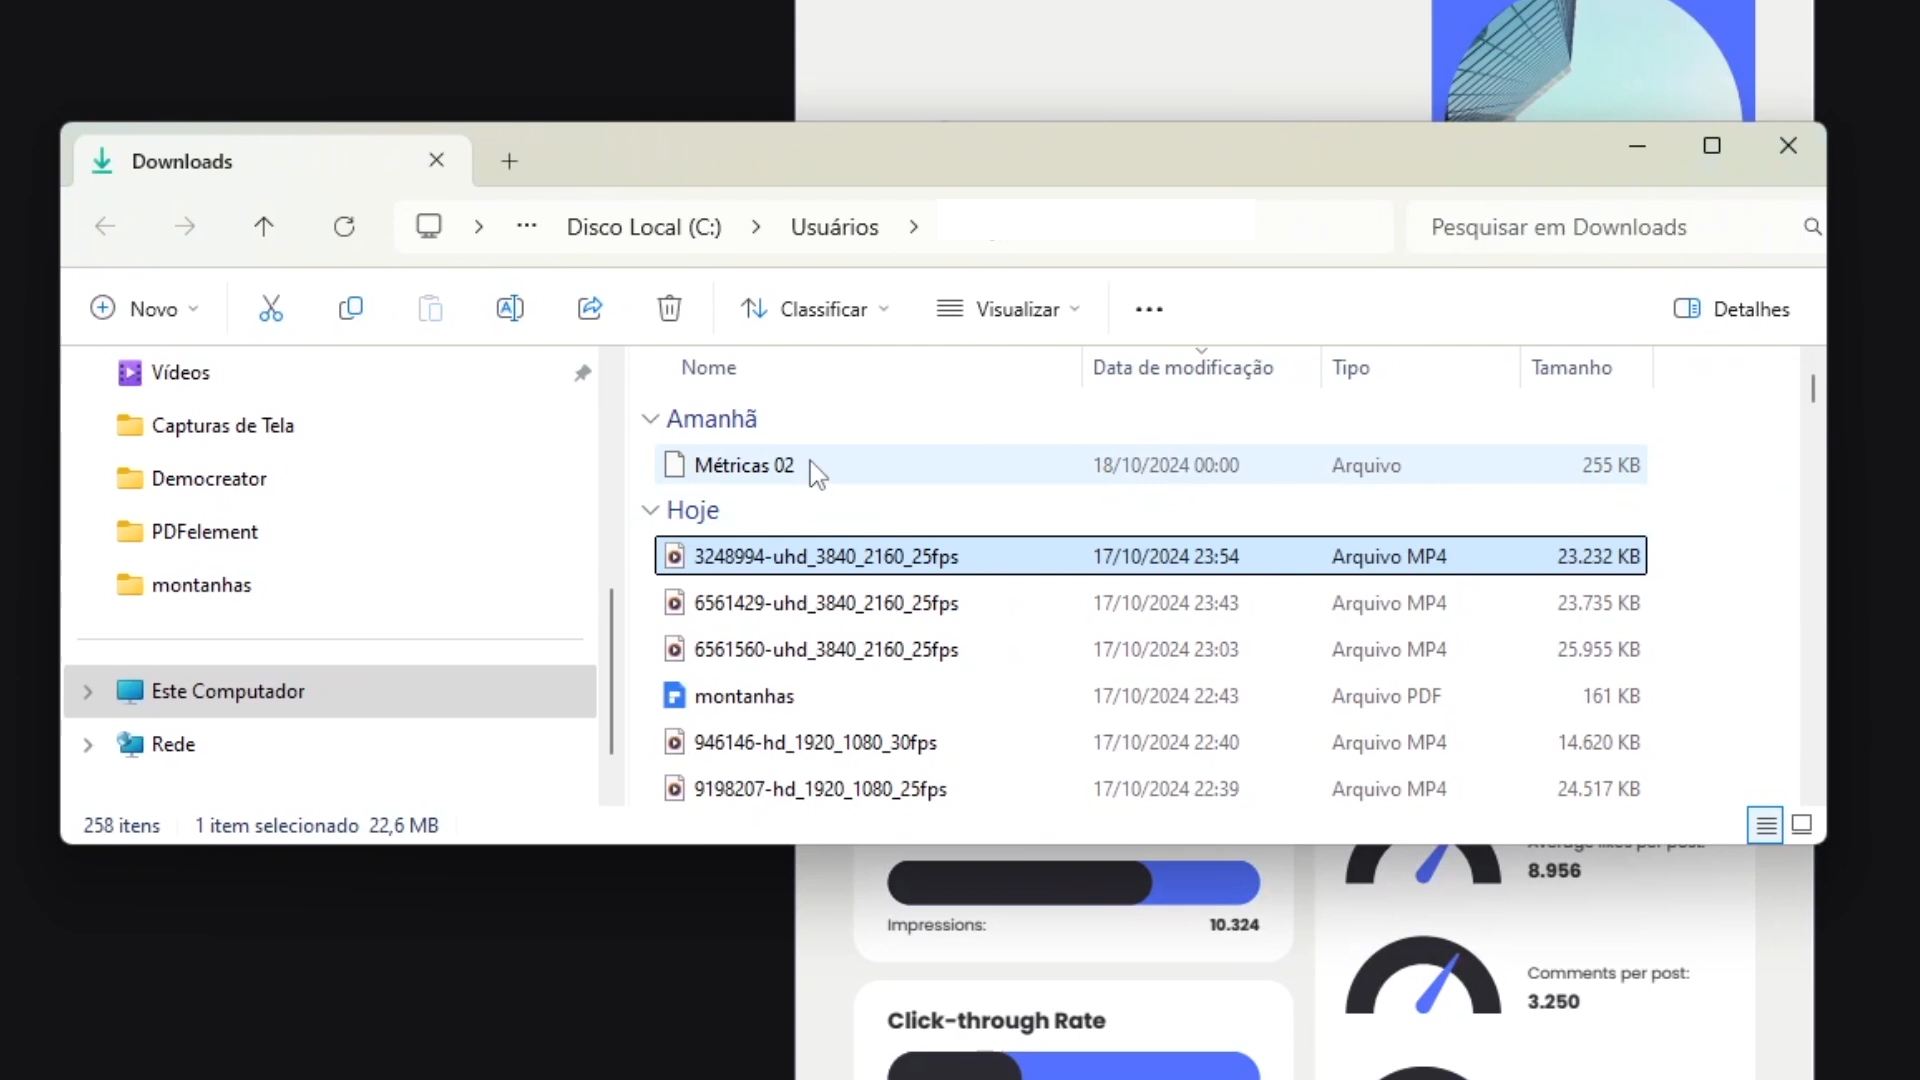 Downloads
Disco Local (C:) Usuários
Pesquisar em Downloads
Novo
Classificar
Visualizar
Detalhes
Vídeos
Capturas de Tela
Democreator
PDFelement
montanhas
Este Computador
Rede
Nome Data de modificação Tipo Tamanho
Amanhã
Métricas 02 18/10/2024 00:00 Arquivo 255 KB
Hoje
3248994-uhd_3840_2160_25fps 17/10/2024 23:54 Arquivo MP4 23.232 KB
6561429-uhd_3840_2160_25fps 17/10/2024 23:43 Arquivo MP4 23.735 KB
6561560-uhd_3840_2160_25fps 17/10/2024 23:03 Arquivo MP4 25.955 KB
montanhas 17/10/2024 22:43 Arquivo PDF 161 KB
946146-hd_1920_1080_30fps 17/10/2024 22:40 Arquivo MP4 14.620 KB
9198207-hd_1920_1080_25fps 17/10/2024 22:39 Arquivo MP4 24.517 KB
258 itens 1 item selecionado 22,6 MB
Impressions: 10.324
Click-through Rate
Average likes per post:
8.956
Comments per post:
3.250